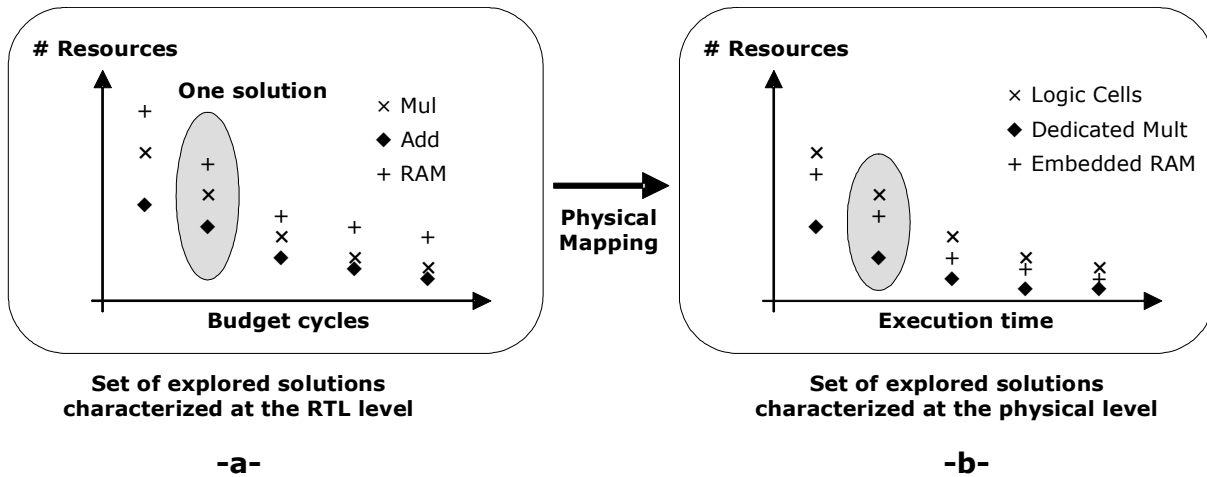 # Resources
One solution
× Mul
◆ Add
+ RAM
Budget cycles
Set of explored solutions
characterized at the RTL level
-a-
Physical
Mapping
# Resources
× Logic Cells
◆ Dedicated Mult
+ Embedded RAM
Execution time
Set of explored solutions
characterized at the physical level
-b-